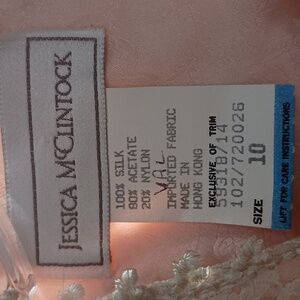 JESSICA McCLINTOCK
100% SILK
80% ACETATE
20% NYLON
VAL
IMPORTED FABRIC
MADE IN
HONG KONG
EXCLUSIVE OF TRIM
102/720026
SIZE 10
LIFT FOR CARE INSTRUCTIONS